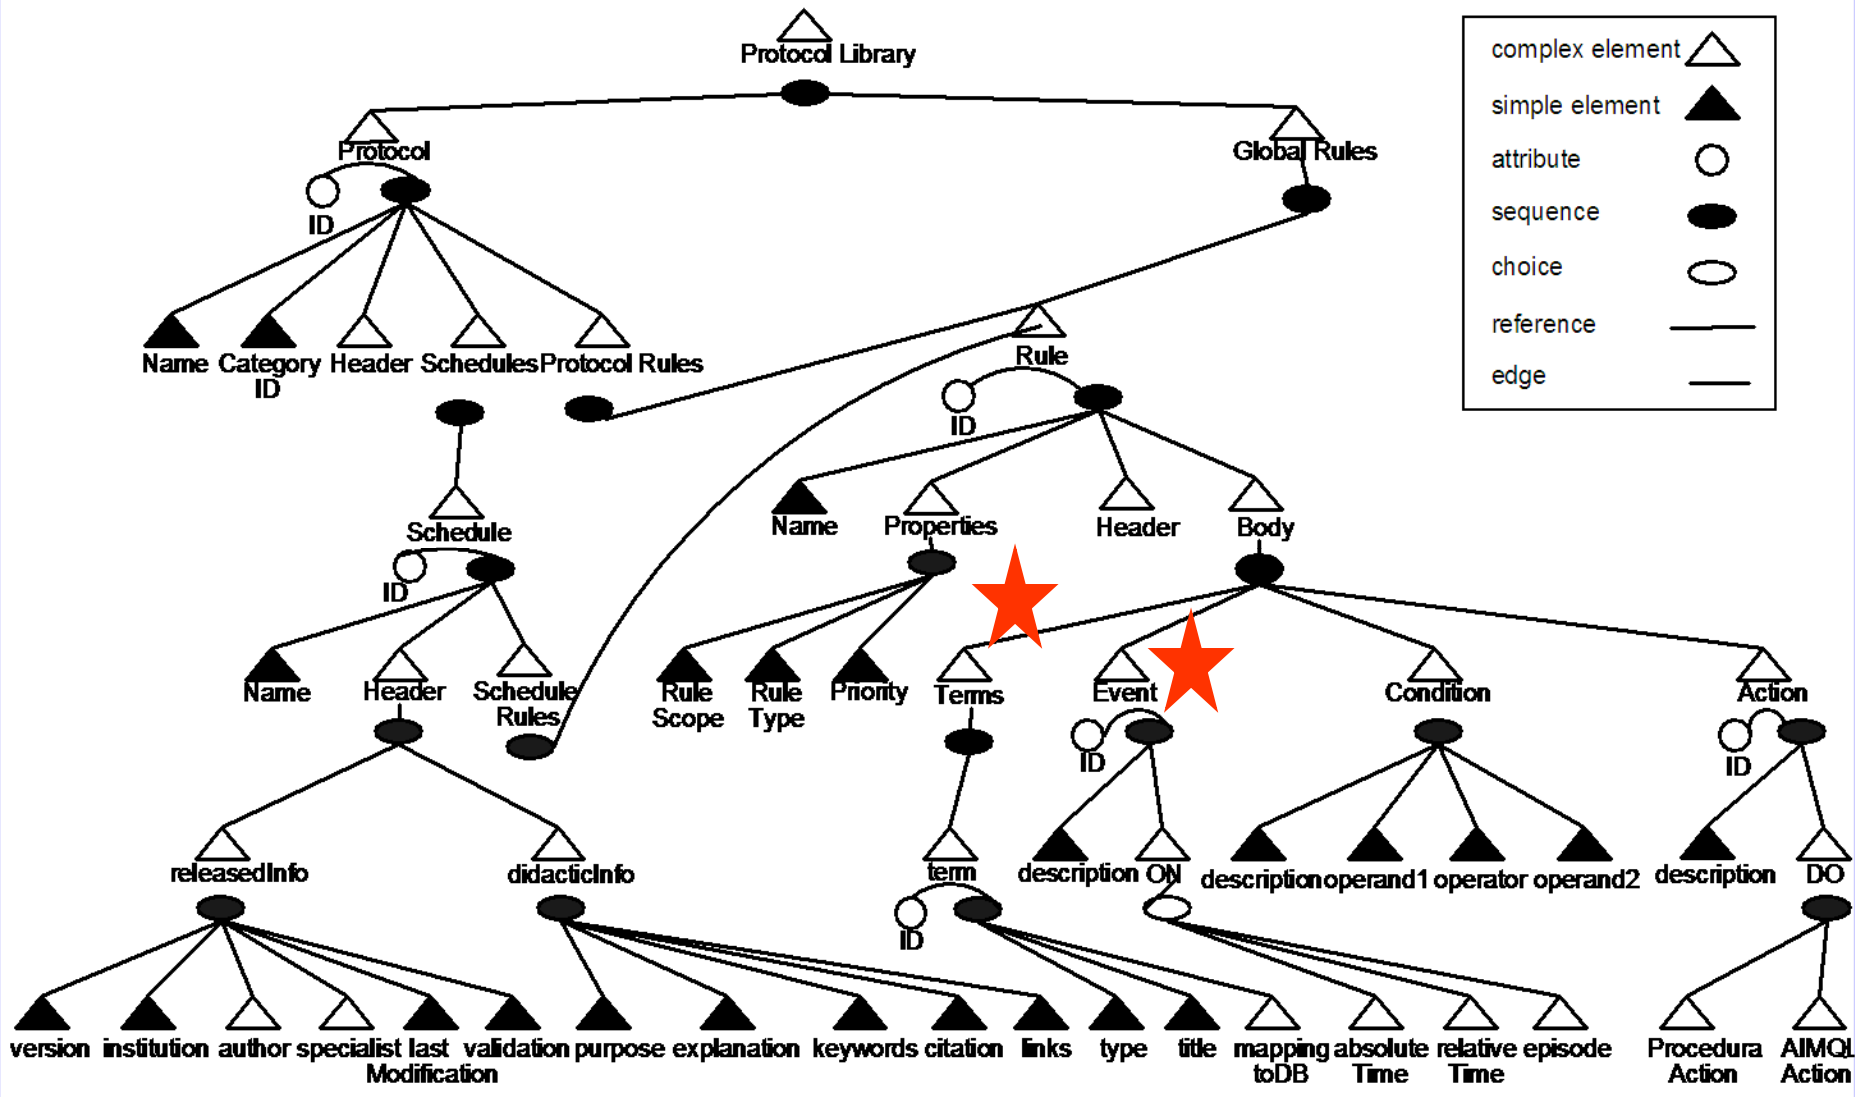 Protocol Library
complex element
simple element
attribute
sequence
choice
reference
edge
Protocol
Global Rules
ID
Name
Category
ID
Header
Schedules
Protocol Rules
Rule
ID
Name
Properties
Header
Body
Schedule
ID
Name
Header
Schedule
Rules
Rule
Scope
Rule
Type
Priority
Terms
Event
Condition
Action
ID
ID
releasedInfo
didacticInfo
term
description
ON
description
operand1
operator
operand2
description
DO
ID
version
institution
author
specialist
last
Modification
validation
purpose
explanation
keywords
citation
links
type
title
mapping
toDB
absolute
Time
relative
Time
episode
Procedura
Action
AIMQL
Action